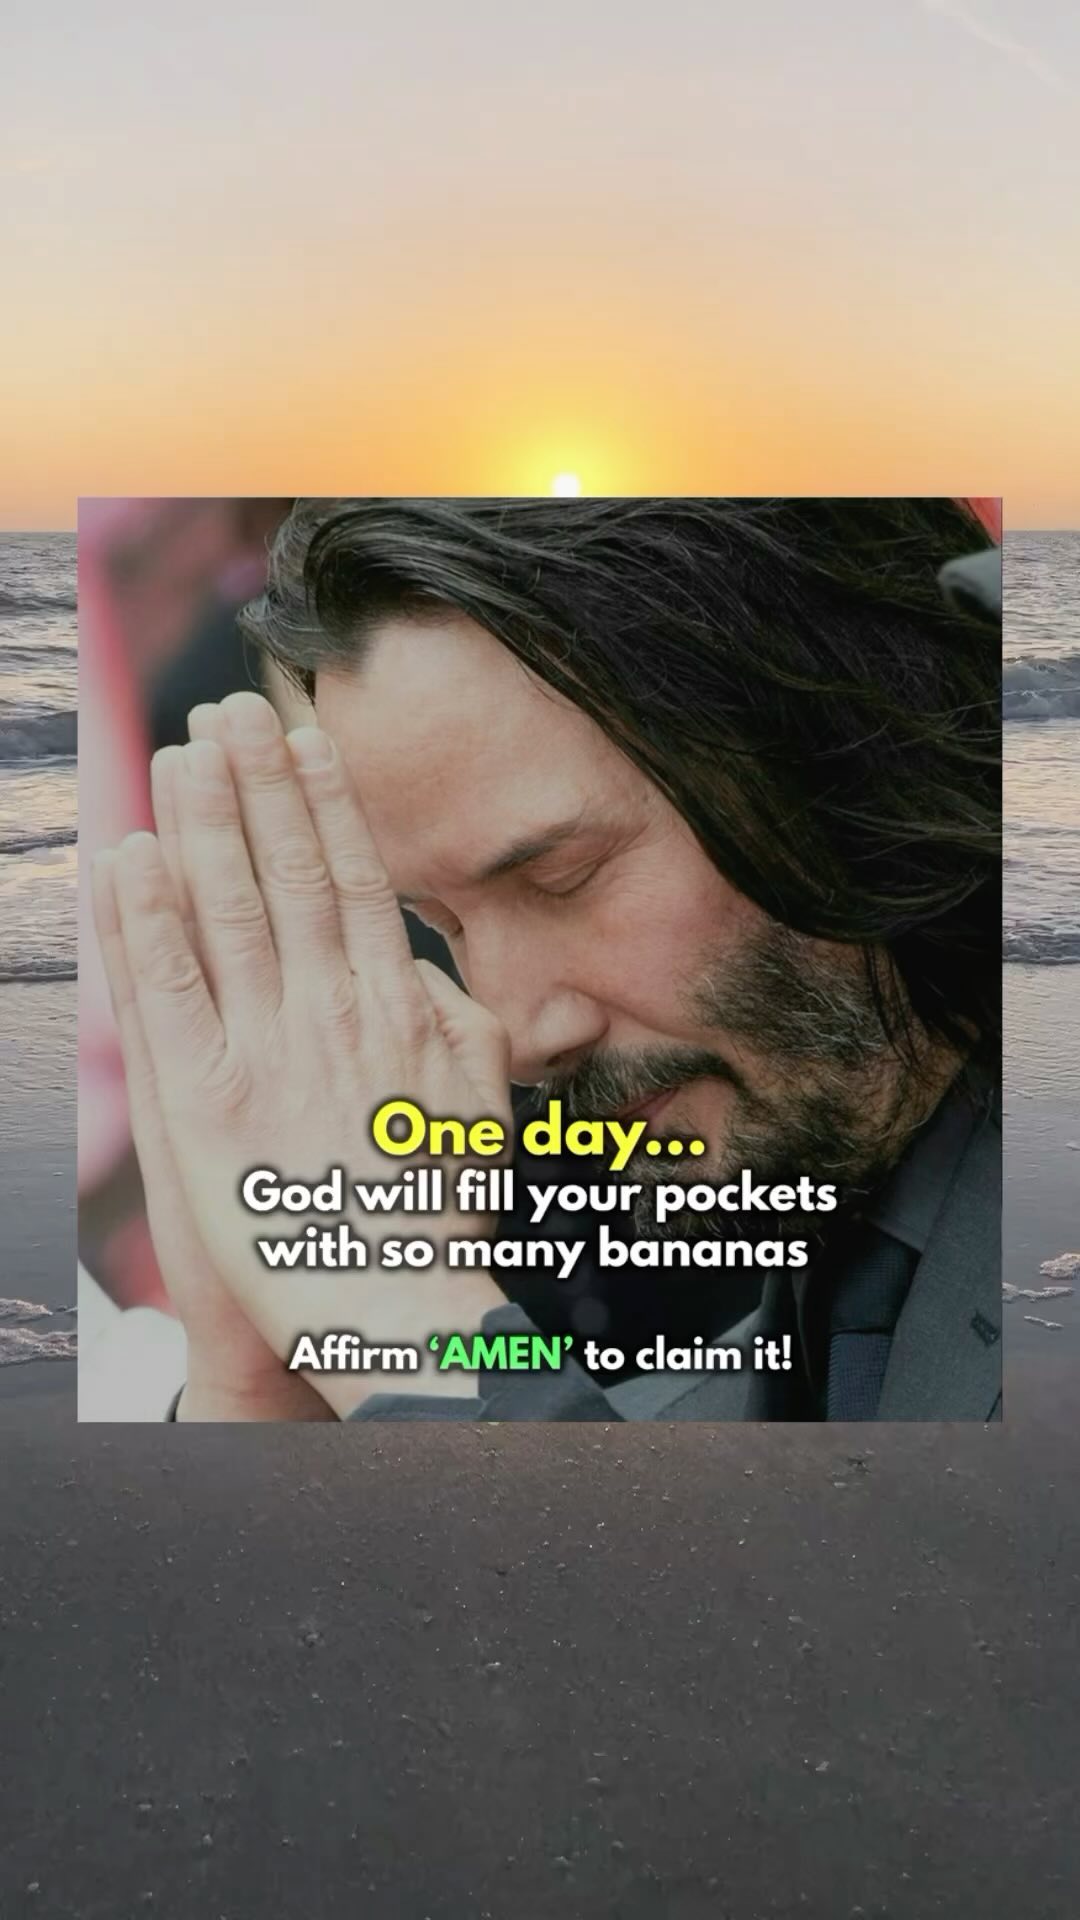 One day...
God will fill your pockets
with so many bananas
Affirm ‘AMEN’ to claim it!